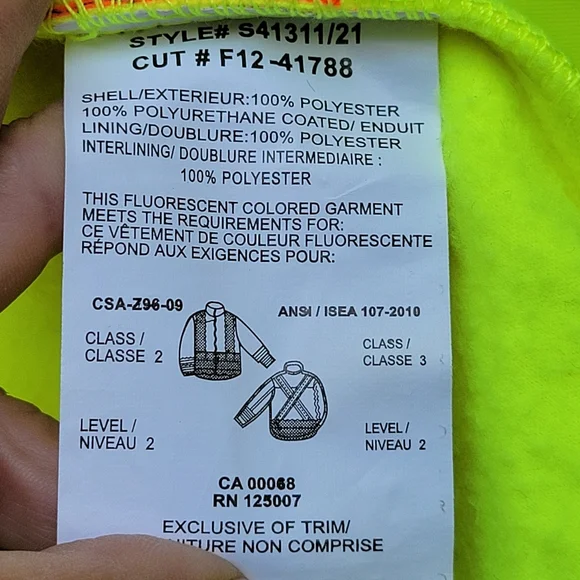 STYLE# S41311/21
CUT # F12-41788
SHELL/EXTERIEUR:100% POLYESTER
100% POLYURETHANE COATED/ ENDUIT
LINING/DOUBLURE:100% POLYESTER
INTERLINING/ DOUBLURE INTERMEDIAIRE :
100% POLYESTER
THIS FLUORESCENT COLORED GARMENT
MEETS THE REQUIREMENTS FOR:
CE VÊTEMENT DE COULEUR FLUORESCENTE
RÉPOND AUX EXIGENCES POUR:
CSA-Z96-09
CLASS /
CLASSE 2
LEVEL /
NIVEAU 2
ANSI / ISEA 107-2010
CLASS /
CLASSE 3
LEVEL /
NIVEAU 2
CA 00068
RN 125007
EXCLUSIVE OF TRIM/
NON COMPRISE